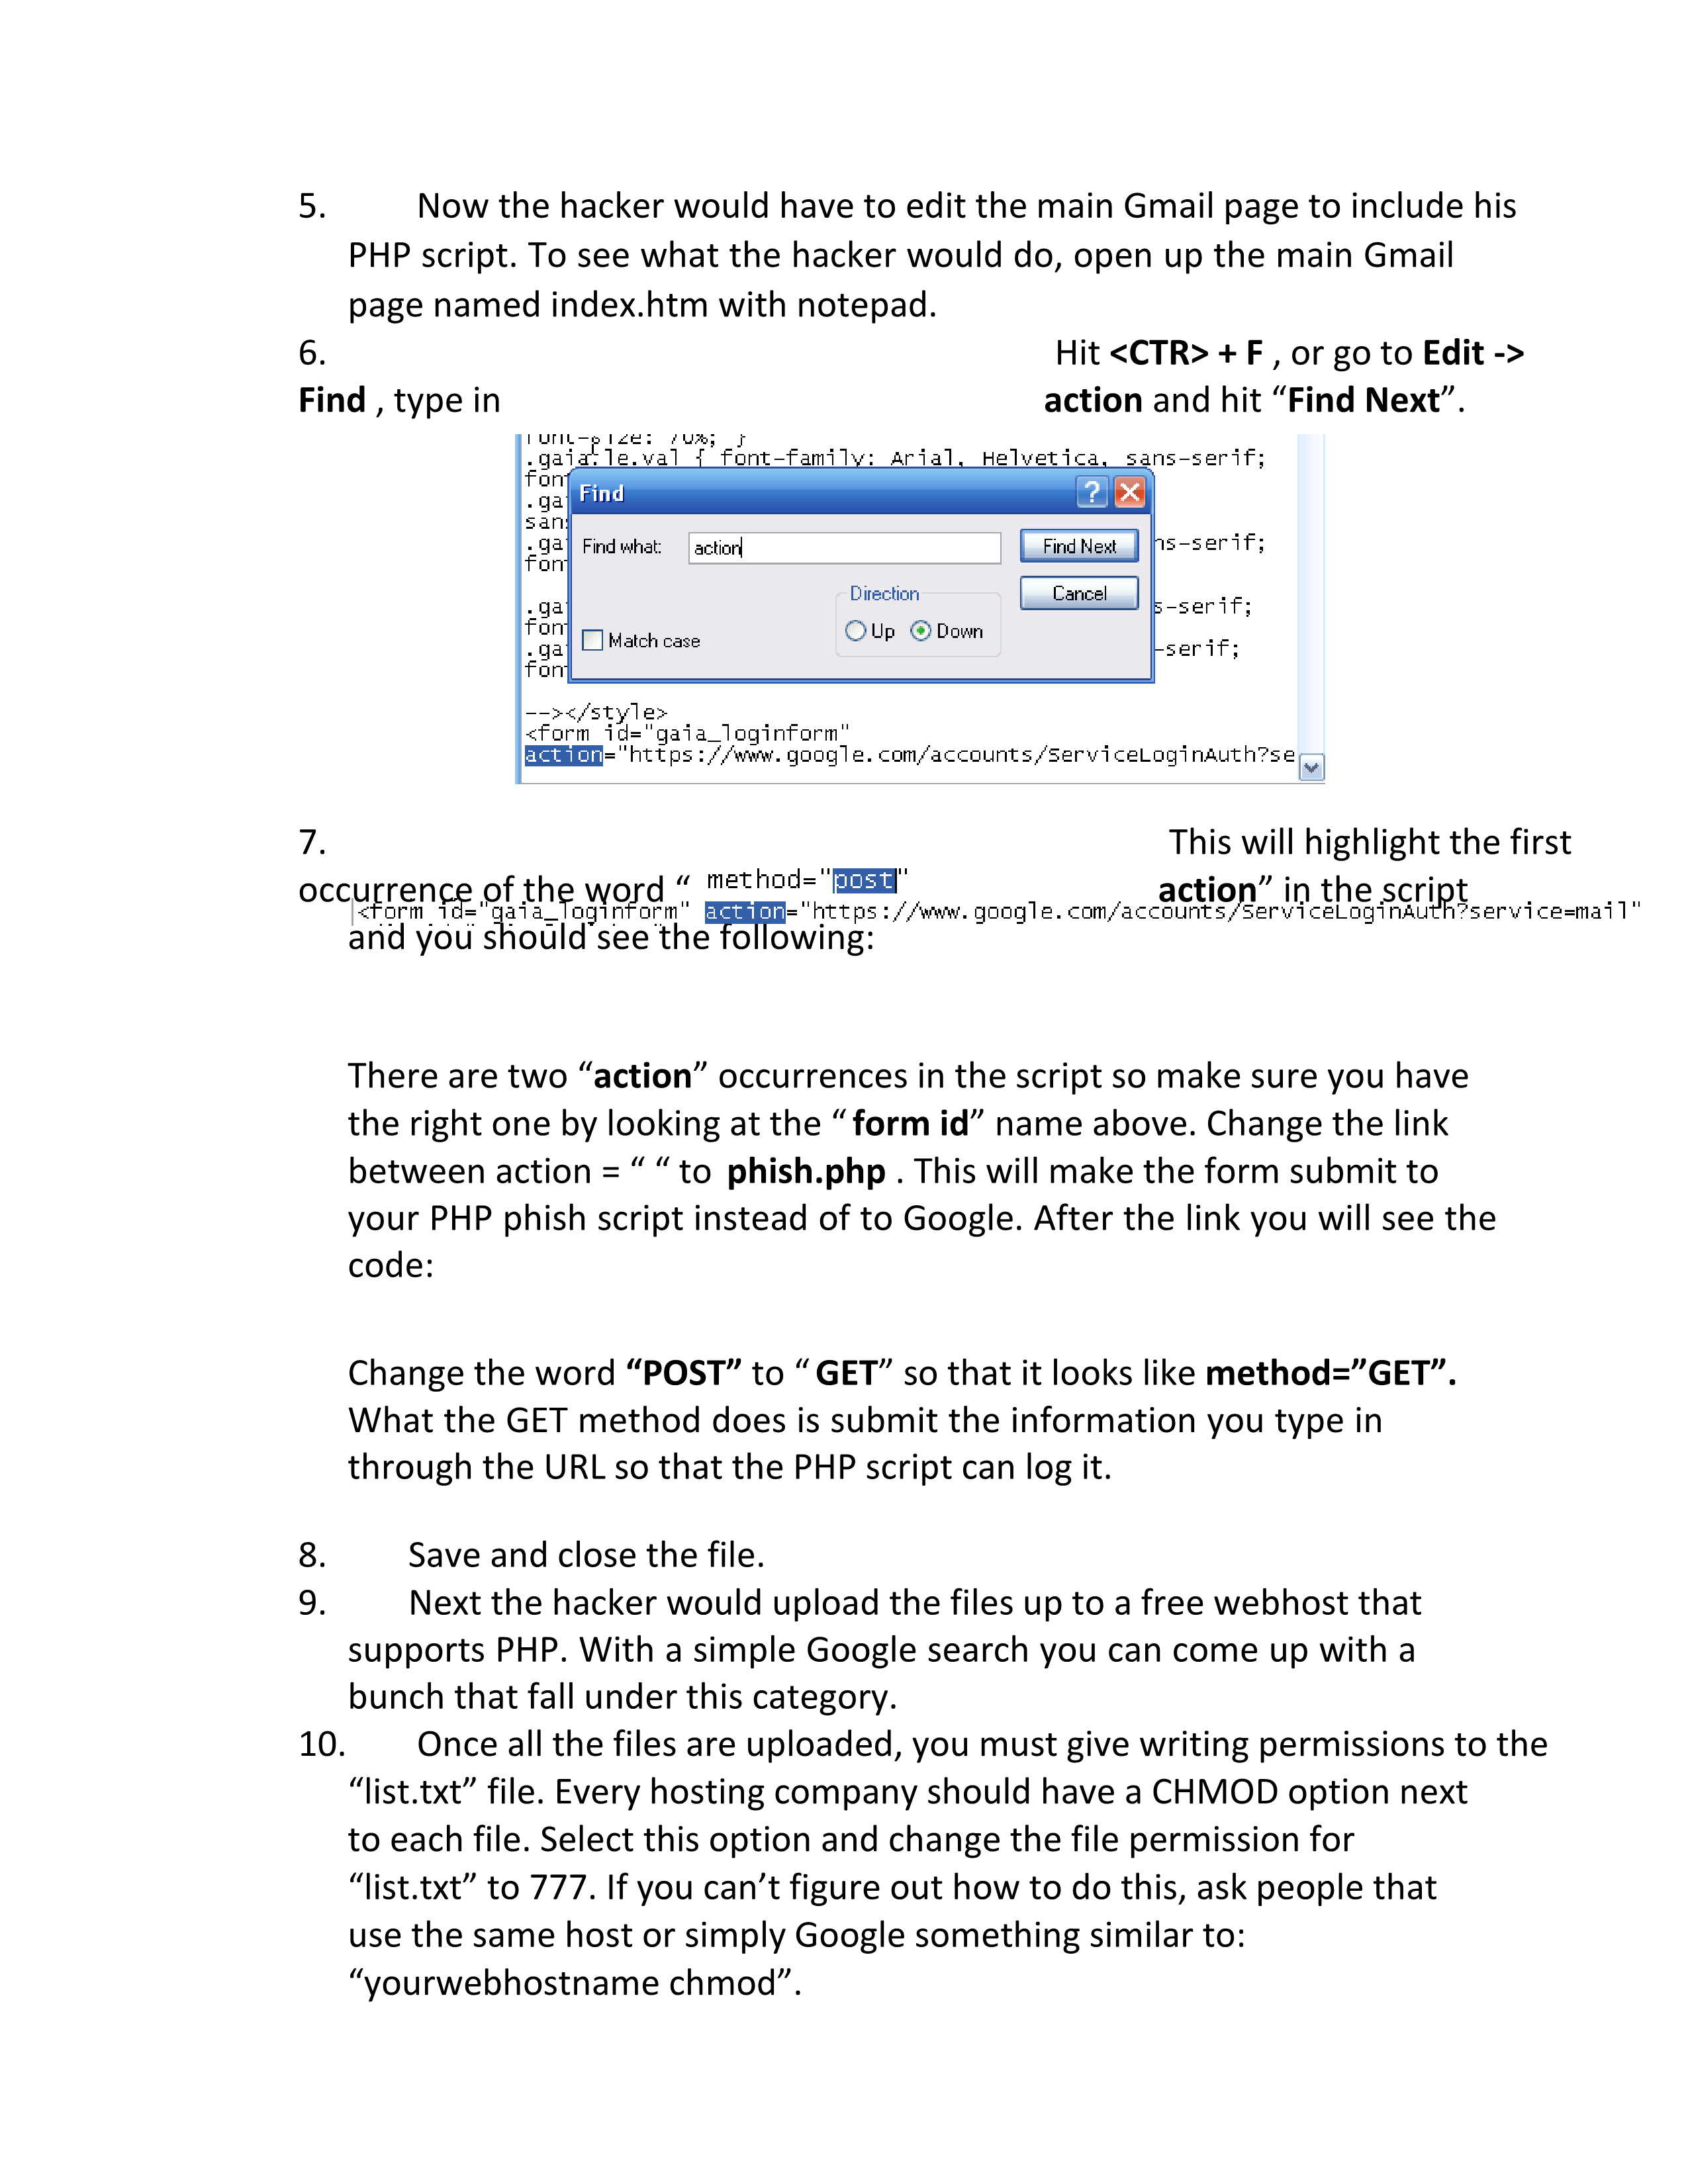 5. Now the hacker would have to edit the main Gmail page to include his
PHP script. To see what the hacker would do, open up the main Gmail
page named index.htm with notepad.
6. Hit <CTR> + F , or go to Edit ->
Find , type in action and hit “Find Next”.
font-size: 70%; }
.gaia.le.val { font-family: Arial, Helvetica, sans-serif;
font
.ga
sans
.ga ns-serif;
font
.ga s-serif;
font
.ga -serif;
font
Find
Find what: action Find Next
Direction Cancel
Up Down
Match case
--></style>
<form id="gaia_loginform"
action="https://www.google.com/accounts/ServiceLoginAuth?se
7. This will highlight the first
occurrence of the word “ action” in the script
method="post"
<form id="gaia_loginform" action="https://www.google.com/accounts/ServiceLoginAuth?service=mail"
and you should see the following:
There are two “action” occurrences in the script so make sure you have
the right one by looking at the “ form id” name above. Change the link
between action = “ “ to phish.php . This will make the form submit to
your PHP phish script instead of to Google. After the link you will see the
code:
Change the word “POST” to “ GET” so that it looks like method=”GET”.
What the GET method does is submit the information you type in
through the URL so that the PHP script can log it.
8. Save and close the file.
9. Next the hacker would upload the files up to a free webhost that
supports PHP. With a simple Google search you can come up with a
bunch that fall under this category.
10. Once all the files are uploaded, you must give writing permissions to the
“list.txt” file. Every hosting company should have a CHMOD option next
to each file. Select this option and change the file permission for
“list.txt” to 777. If you can’t figure out how to do this, ask people that
use the same host or simply Google something similar to:
“yourwebhostname chmod”.